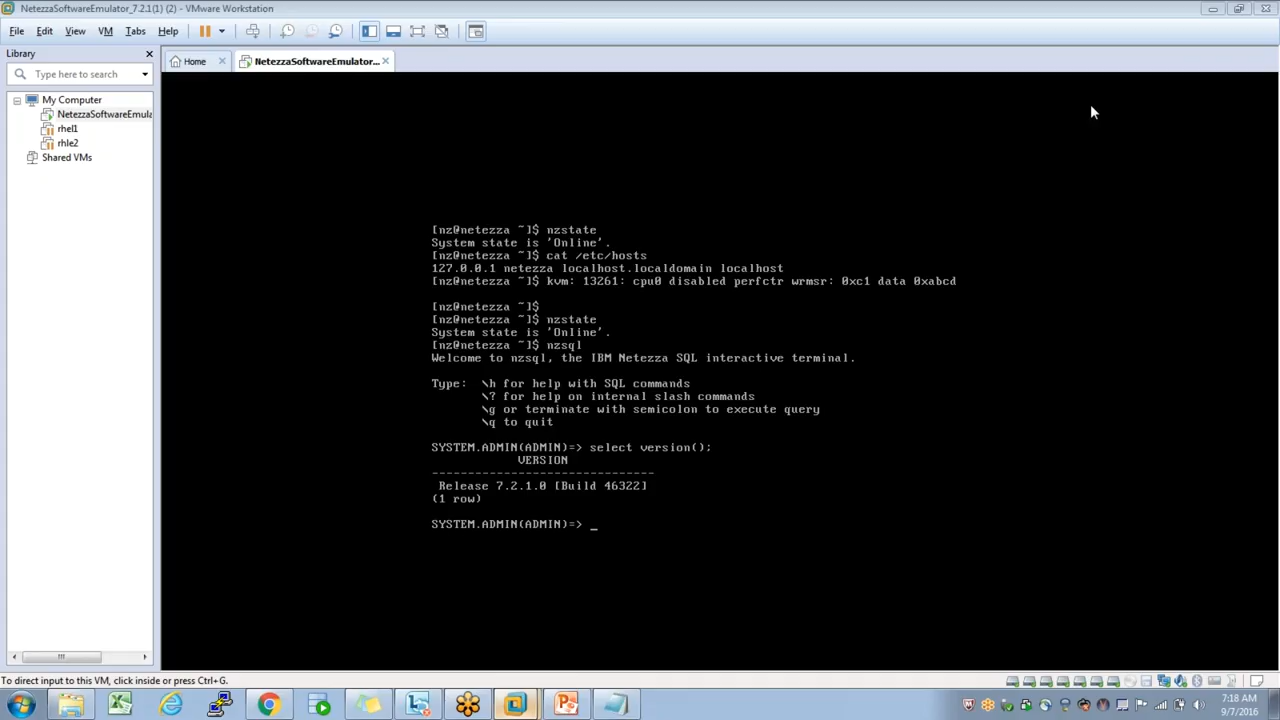 NetezzaSoftwareEmulator_7.2.1(1) (2) - VMware Workstation
File Edit View VM Tabs Help
Library
Type here to search
My Computer
NetezzaSoftwareEmula
rhel1
rhle2
Shared VMs
Home
NetezzaSoftwareEmulator...
[nz@netezza ~]$ nzstate
System state is 'Online'.
[nz@netezza ~]$ cat /etc/hosts
127.0.0.1 netezza localhost.localdomain localhost
[nz@netezza ~]$ kvm: 13261: cpu0 disabled perfctr wrmsr: 0xc1 data 0xabcd
[nz@netezza ~]$
[nz@netezza ~]$ nzstate
System state is 'Online'.
[nz@netezza ~]$ nzsql
Welcome to nzsql, the IBM Netezza SQL interactive terminal.
Type:  \h for help with SQL commands
\? for help on internal slash commands
\g or terminate with semicolon to execute query
\q to quit
SYSTEM.ADMIN(ADMIN)=> select version();
VERSION
-------------------------------
Release 7.2.1.0 [Build 46322]
(1 row)
SYSTEM.ADMIN(ADMIN)=> _
To direct input to this VM, click inside or press Ctrl+G.
7:18 AM
9/7/2016